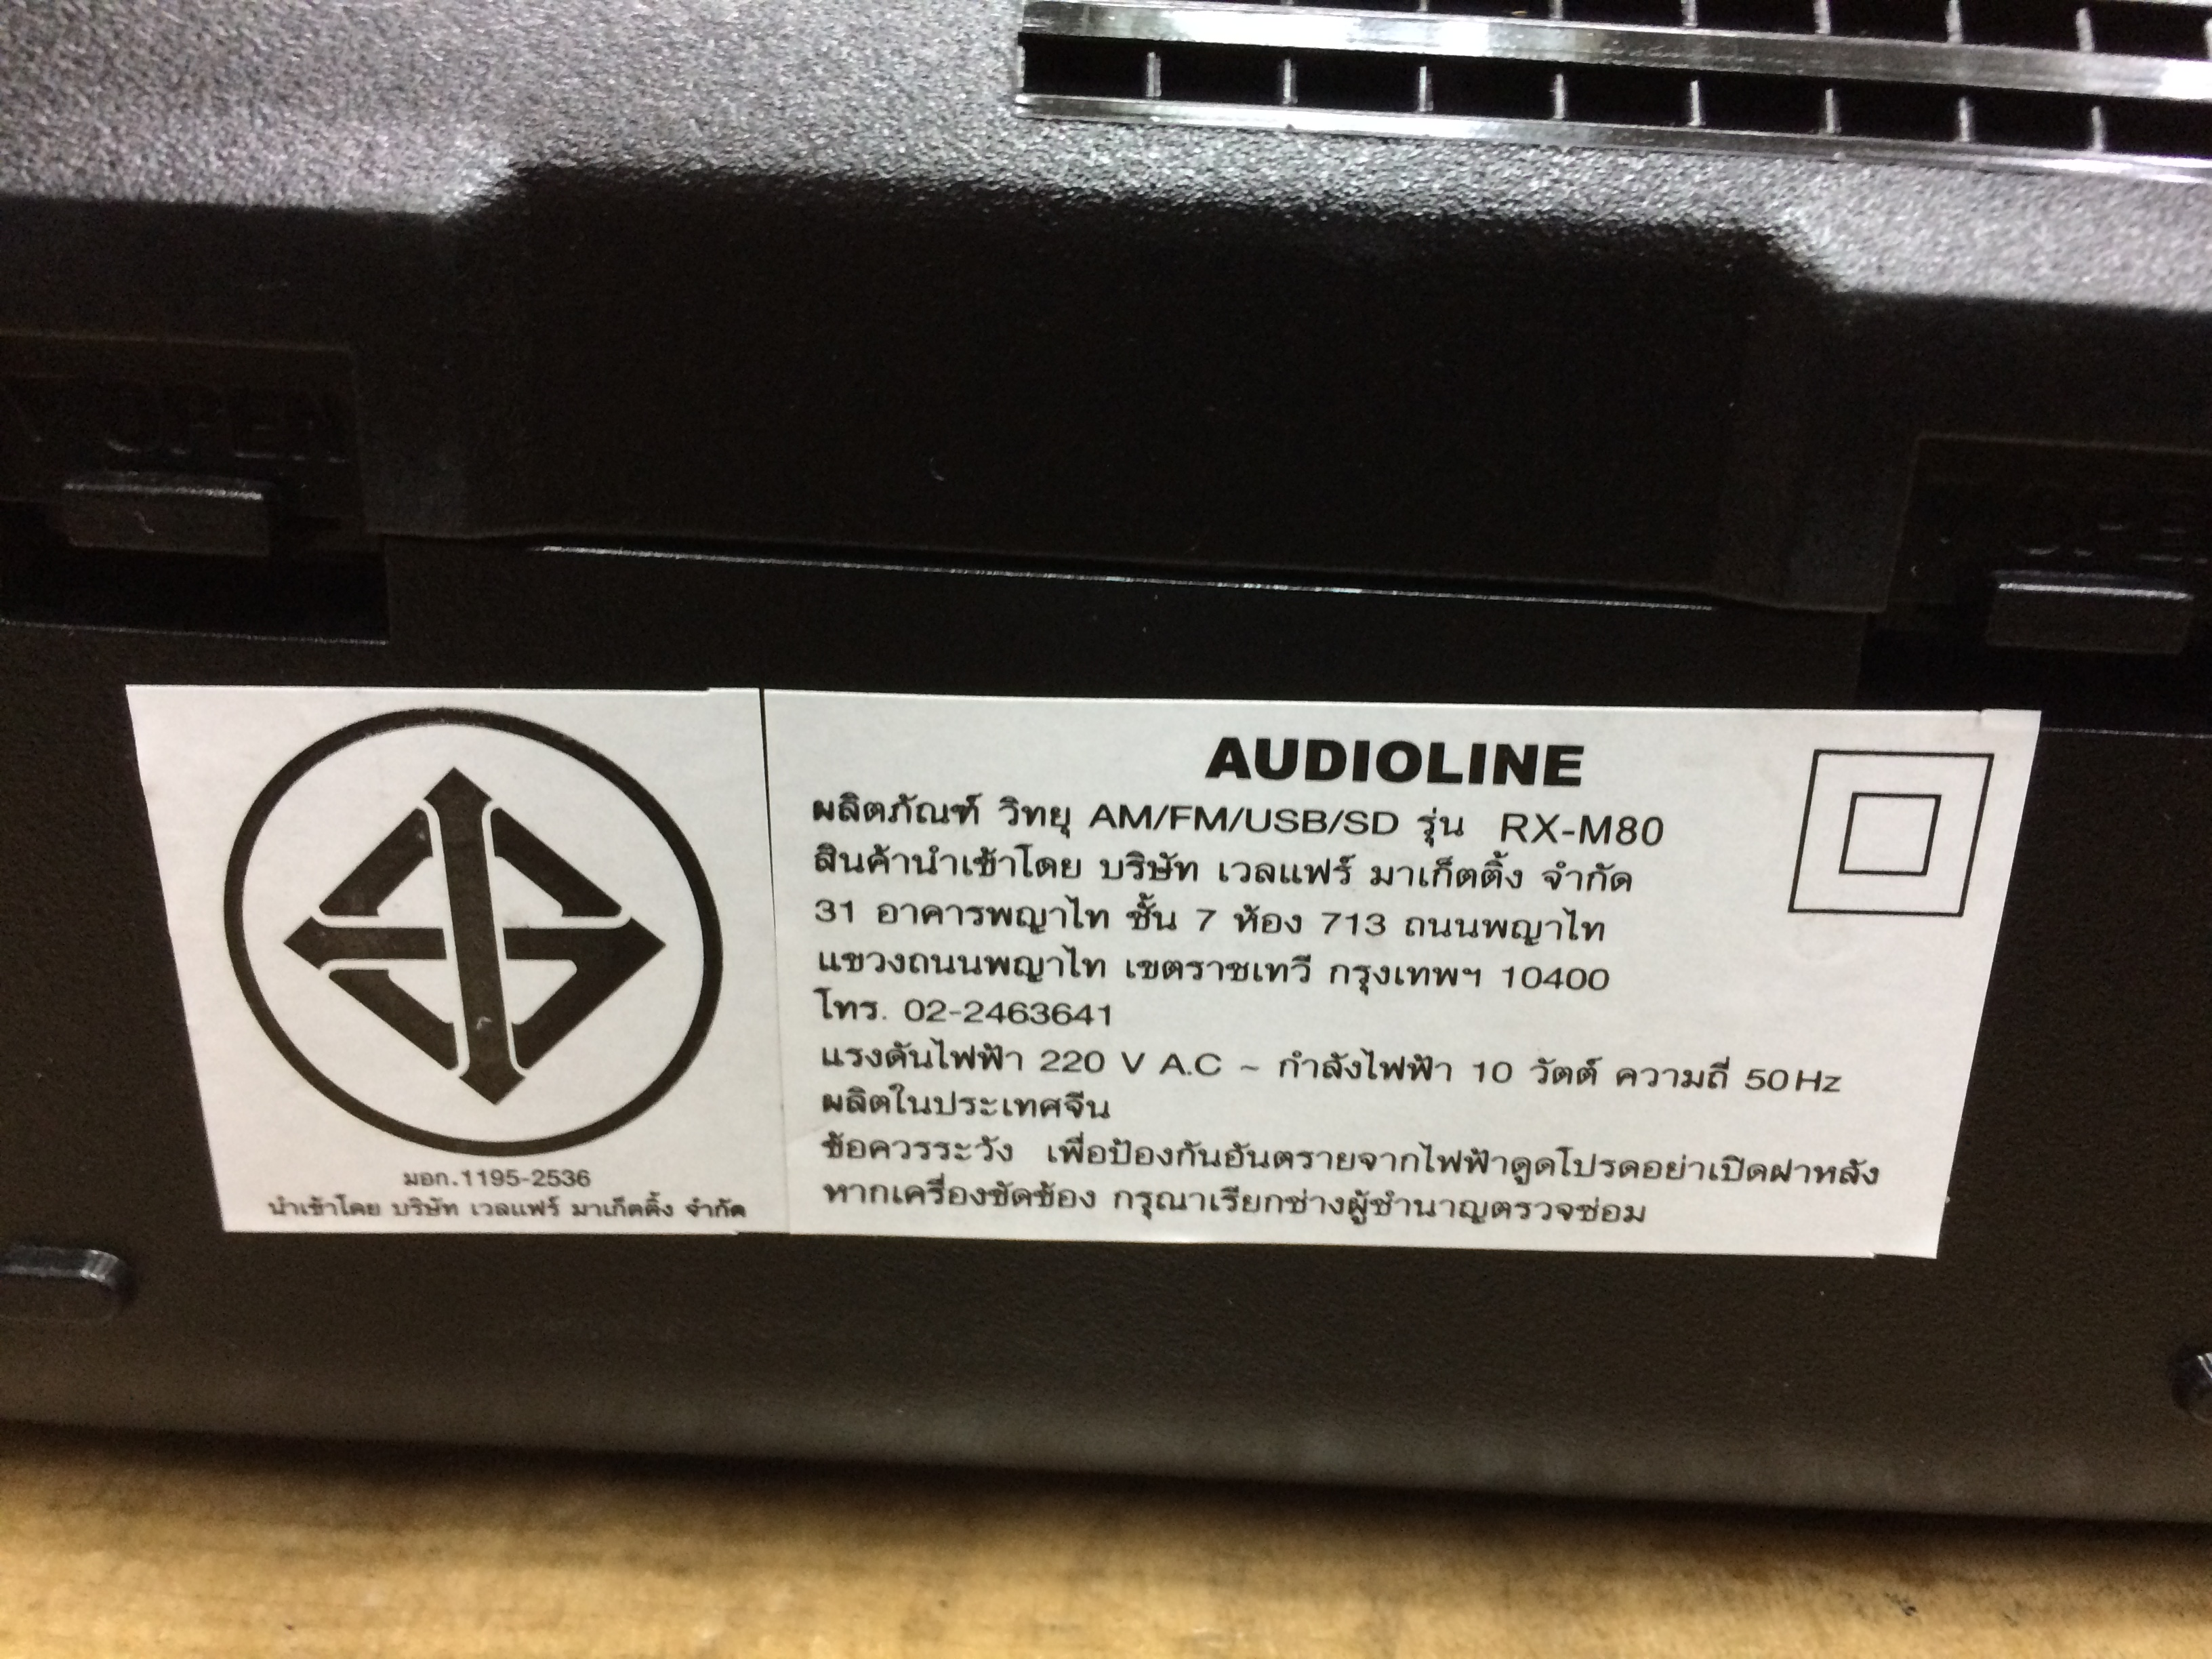 OPEN
AUDIOLINE
ผลิตภัณฑ์ วิทยุ AM/FM/USB/SD รุ่น RX-M80
สินค้านำเข้าโดย บริษัท เวลแฟร์ มาเก็ตติ้ง จำกัด
31 อาคารพญาไท ชั้น 7 ห้อง 713 ถนนพญาไท
แขวงถนนพญาไท เขตราชเทวี กรุงเทพฯ 10400
โทร. 02-2463641
แรงดันไฟฟ้า 220 V A.C ~ กำลังไฟฟ้า 10 วัตต์ ความถี่ 50Hz
ผลิตในประเทศจีน
ข้อควรระวัง เพื่อป้องกันอันตรายจากไฟฟ้าดูดโปรดอย่าเปิดฝาหลัง
หากเครื่องขัดข้อง กรุณาเรียกช่างผู้ชำนาญตรวจซ่อม
มอก.1195-2536
นำเข้าโดย บริษัท เวลแฟร์ มาเก็ตติ้ง จำกัด